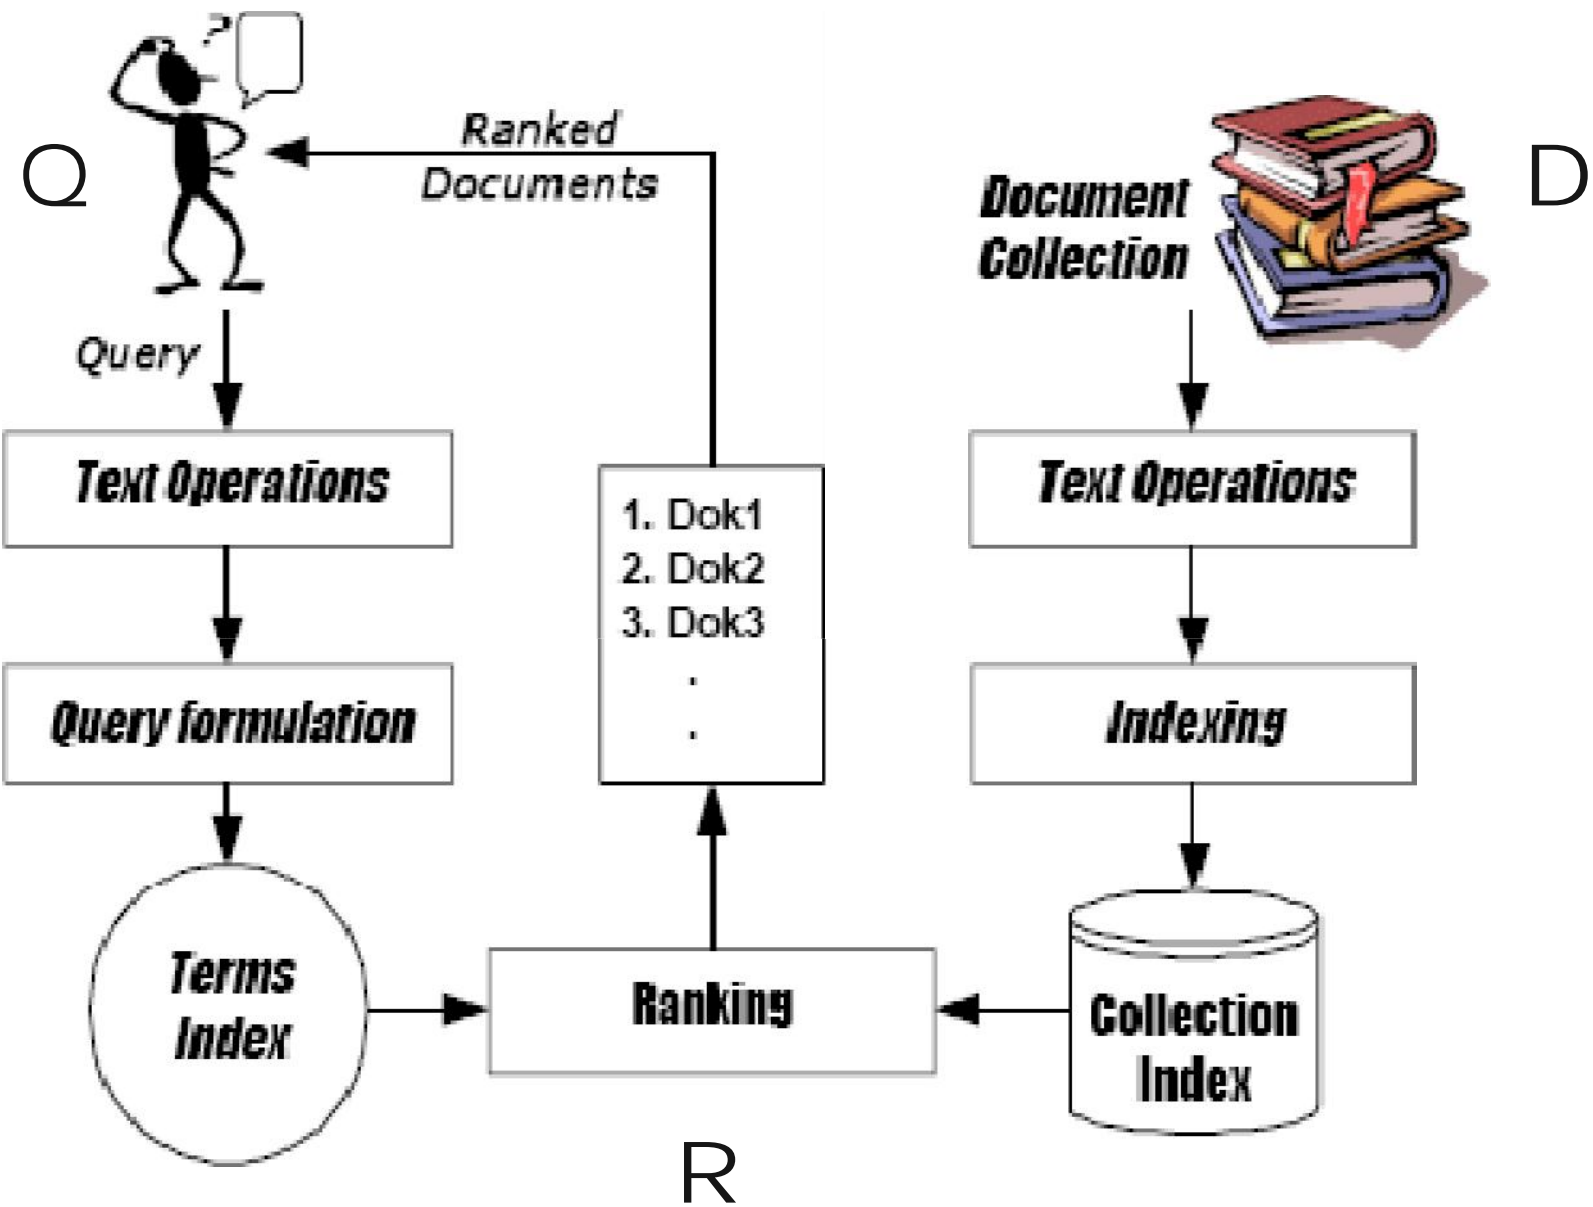 ?
Q
Ranked
Documents
Document
Collection
D
Query
Text Operations
1. Dok1
2. Dok2
3. Dok3
.
.
Text Operations
Query formulation
Indexing
Terms
Index
Ranking
Collection
Index
R